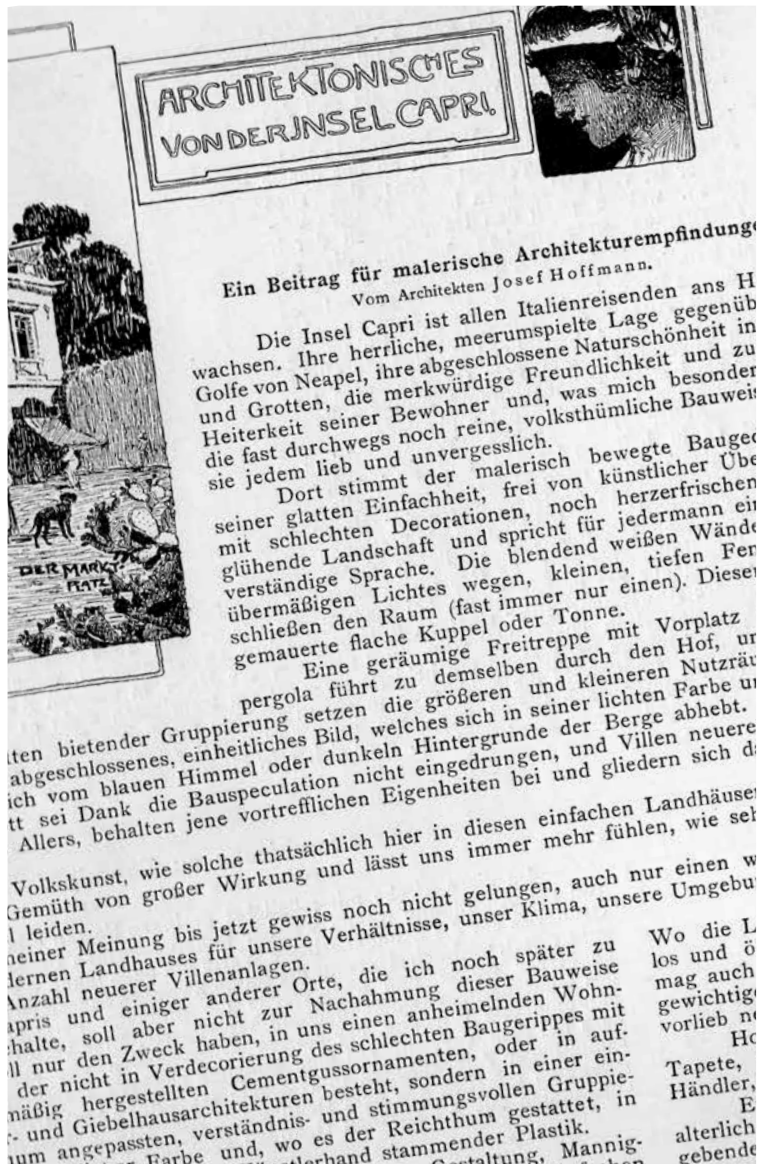 ARCHITEKTONISCHES
VON DER JNSEL CAPRI.
DER MARKT
PLATZ
Ein Beitrag für malerische Architekturempfindunge
Vom Architekten Josef Hoffmann.
Die Insel Capri ist allen Italienreisenden ans H
wachsen. Ihre herrliche, meerumspielte Lage gegenüb
Golfe von Neapel, ihre abgeschlossene Naturschönheit in
und Grotten, die merkwürdige Freundlichkeit und zu
Heiterkeit seiner Bewohner und, was mich besonder
die fast durchwegs noch reine, volksthümliche Bauweis
sie jedem lieb und unvergesslich.
Dort stimmt der malerisch bewegte Baugeda
seiner glatten Einfachheit, frei von künstlicher Übe
mit schlechten Decorationen, noch herzerfrischen
glühende Landschaft und spricht für jedermann ein
verständige Sprache. Die blendend weißen Wände
übermäßigen Lichtes wegen, kleinen, tiefen Fen
schließen den Raum (fast immer nur einen). Dieser
gemauerte flache Kuppel oder Tonne.
Eine geräumige Freitreppe mit Vorplatz
pergola führt zu demselben durch den Hof, un
lten bietender Gruppierung setzen die größeren und kleineren Nutzräu
abgeschlossenes, einheitliches Bild, welches sich in seiner lichten Farbe u
ich vom blauen Himmel oder dunkeln Hintergrunde der Berge abhebt.
tt sei Dank die Bauspeculation nicht eingedrungen, und Villen neuere
Allers, behalten jene vortrefflichen Eigenheiten bei und gliedern sich da
Volkskunst, wie solche thatsächlich hier in diesen einfachen Landhäuser
Gemüth von großer Wirkung und lässt uns immer mehr fühlen, wie seh
l leiden.
meiner Meinung bis jetzt gewiss noch nicht gelungen, auch nur einen w
dernen Landhauses für unsere Verhältnisse, unser Klima, unsere Umgebu
Anzahl neuerer Villenanlagen.
apris und einiger anderer Orte, die ich noch später zu
ehalte, soll aber nicht zur Nachahmung dieser Bauweise
ll nur den Zweck haben, in uns einen anheimelnden Wohn-
der nicht in Verdecorierung des schlechten Baugerippes mit
mäßig hergestellten Cementgussornamenten, oder in auf-
r- und Giebelhausarchitekturen besteht, sondern in einer ein-
um angepassten, verständnis- und stimmungsvollen Gruppie-
Farbe und, wo es der Reichthum gestattet, in
stlerhand stammender Plastik.
Gestaltung, Mannig-
Wo die L
los und ö
mag auch
gewichtige
vorlieb ne
Ho
Tapete,
Händler,
E
alterlich
gebende